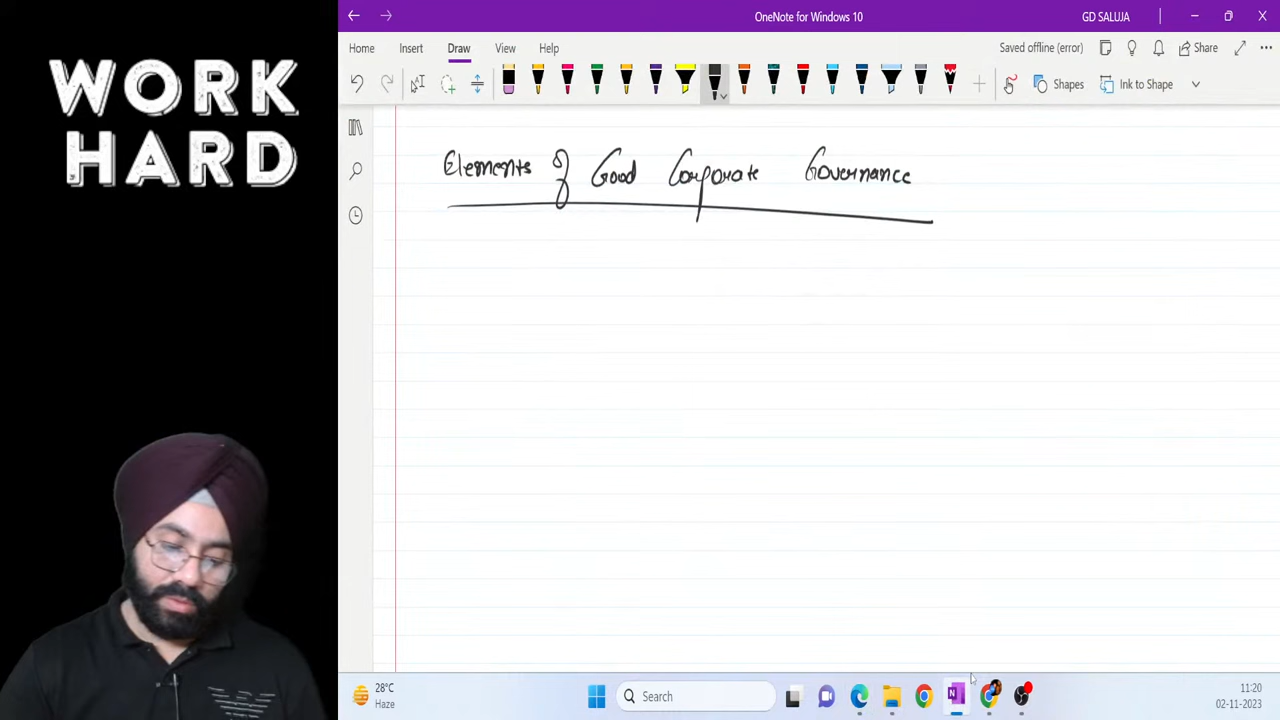 WORK
HARD
OneNote for Windows 10
GD SALUJA
Home Insert Draw View Help
Saved offline (error)
Share
Shapes
Ink to Shape
Elements of Good Corporate Governance
28°C
Haze
Search
11:20
02-11-2023